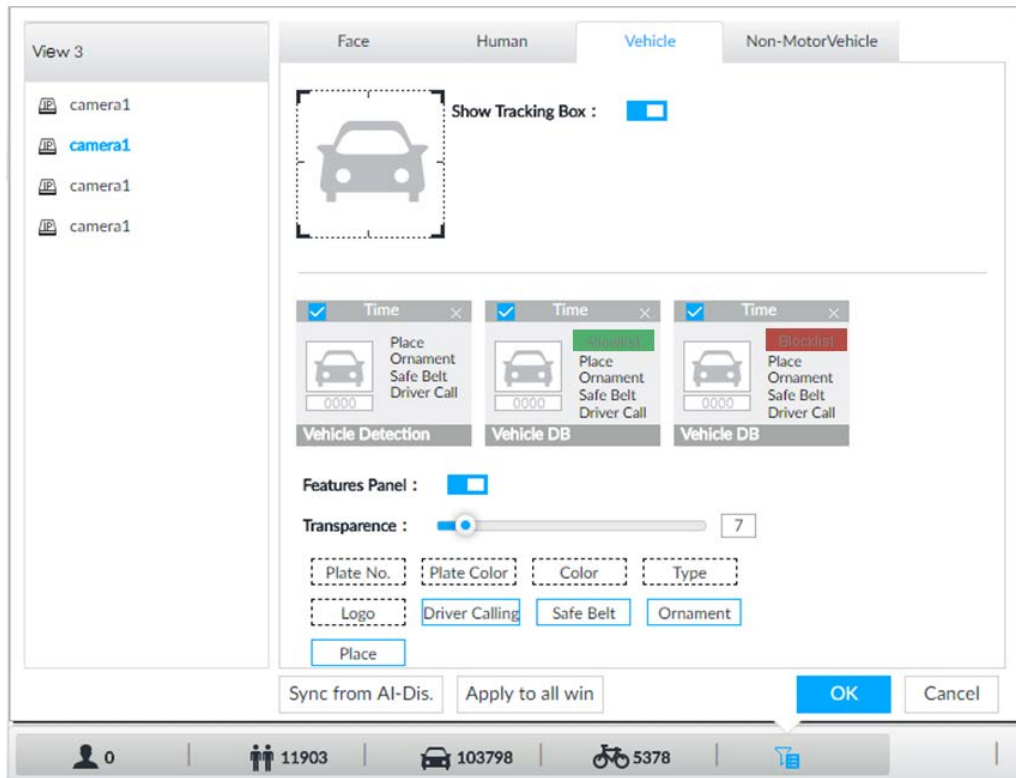 View 3
camera1
camera1
camera1
camera1
Face Human Vehicle Non-MotorVehicle
Show Tracking Box :
Time
Place
Ornament
Safe Belt
Driver Call
0000
Vehicle Detection
Time
Allowlist
Place
Ornament
Safe Belt
Driver Call
0000
Vehicle DB
Time
Blocklist
Place
Ornament
Safe Belt
Driver Call
0000
Vehicle DB
Features Panel :
Transparence : 7
Plate No. Plate Color Color Type
Logo Driver Calling Safe Belt Ornament
Place
Sync from AI-Dis. Apply to all win OK Cancel
0 11903 103798 5378